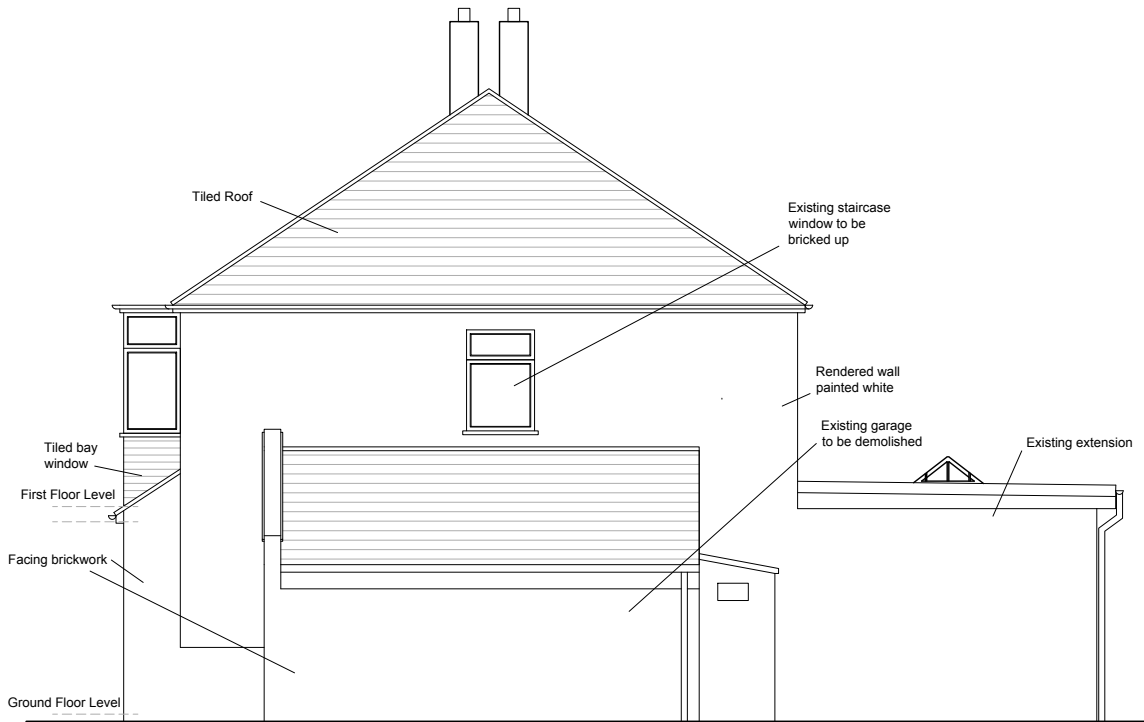 Tiled Roof
Existing staircase
window to be
bricked up
Rendered wall
painted white
Existing garage
to be demolished
Existing extension
Tiled bay
window
First Floor Level
Facing brickwork
Ground Floor Level